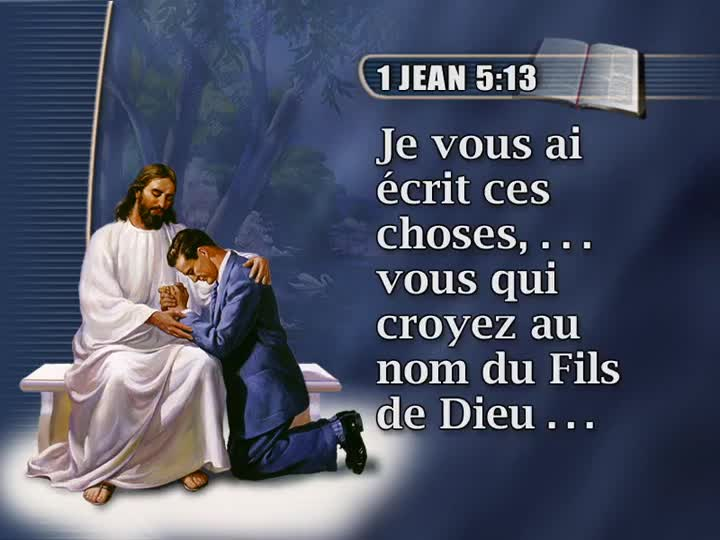 1 JEAN 5:13
Je vous ai
écrit ces
choses, . . .
vous qui
croyez au
nom du Fils
de Dieu . . .